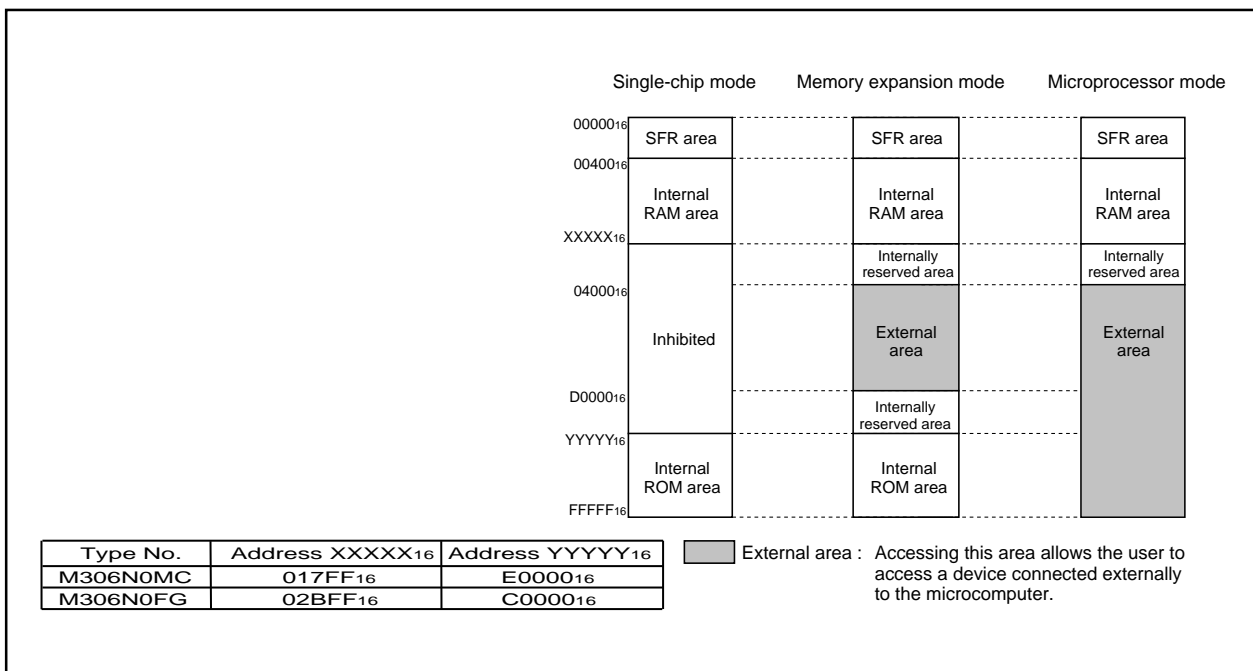 Single-chip mode Memory expansion mode Microprocessor mode
0000016
SFR area SFR area SFR area
0040016
Internal RAM area Internal RAM area Internal RAM area
XXXXX16
Internally reserved area Internally reserved area
0400016
Inhibited External area External area
D000016
Internally reserved area
YYYYY16
Internal ROM area Internal ROM area
FFFFF16
Type No. Address XXXXX16 Address YYYYY16
M306N0MC 017FF16 E000016
M306N0FG 02BFF16 C000016
External area : Accessing this area allows the user to
access a device connected externally
to the microcomputer.